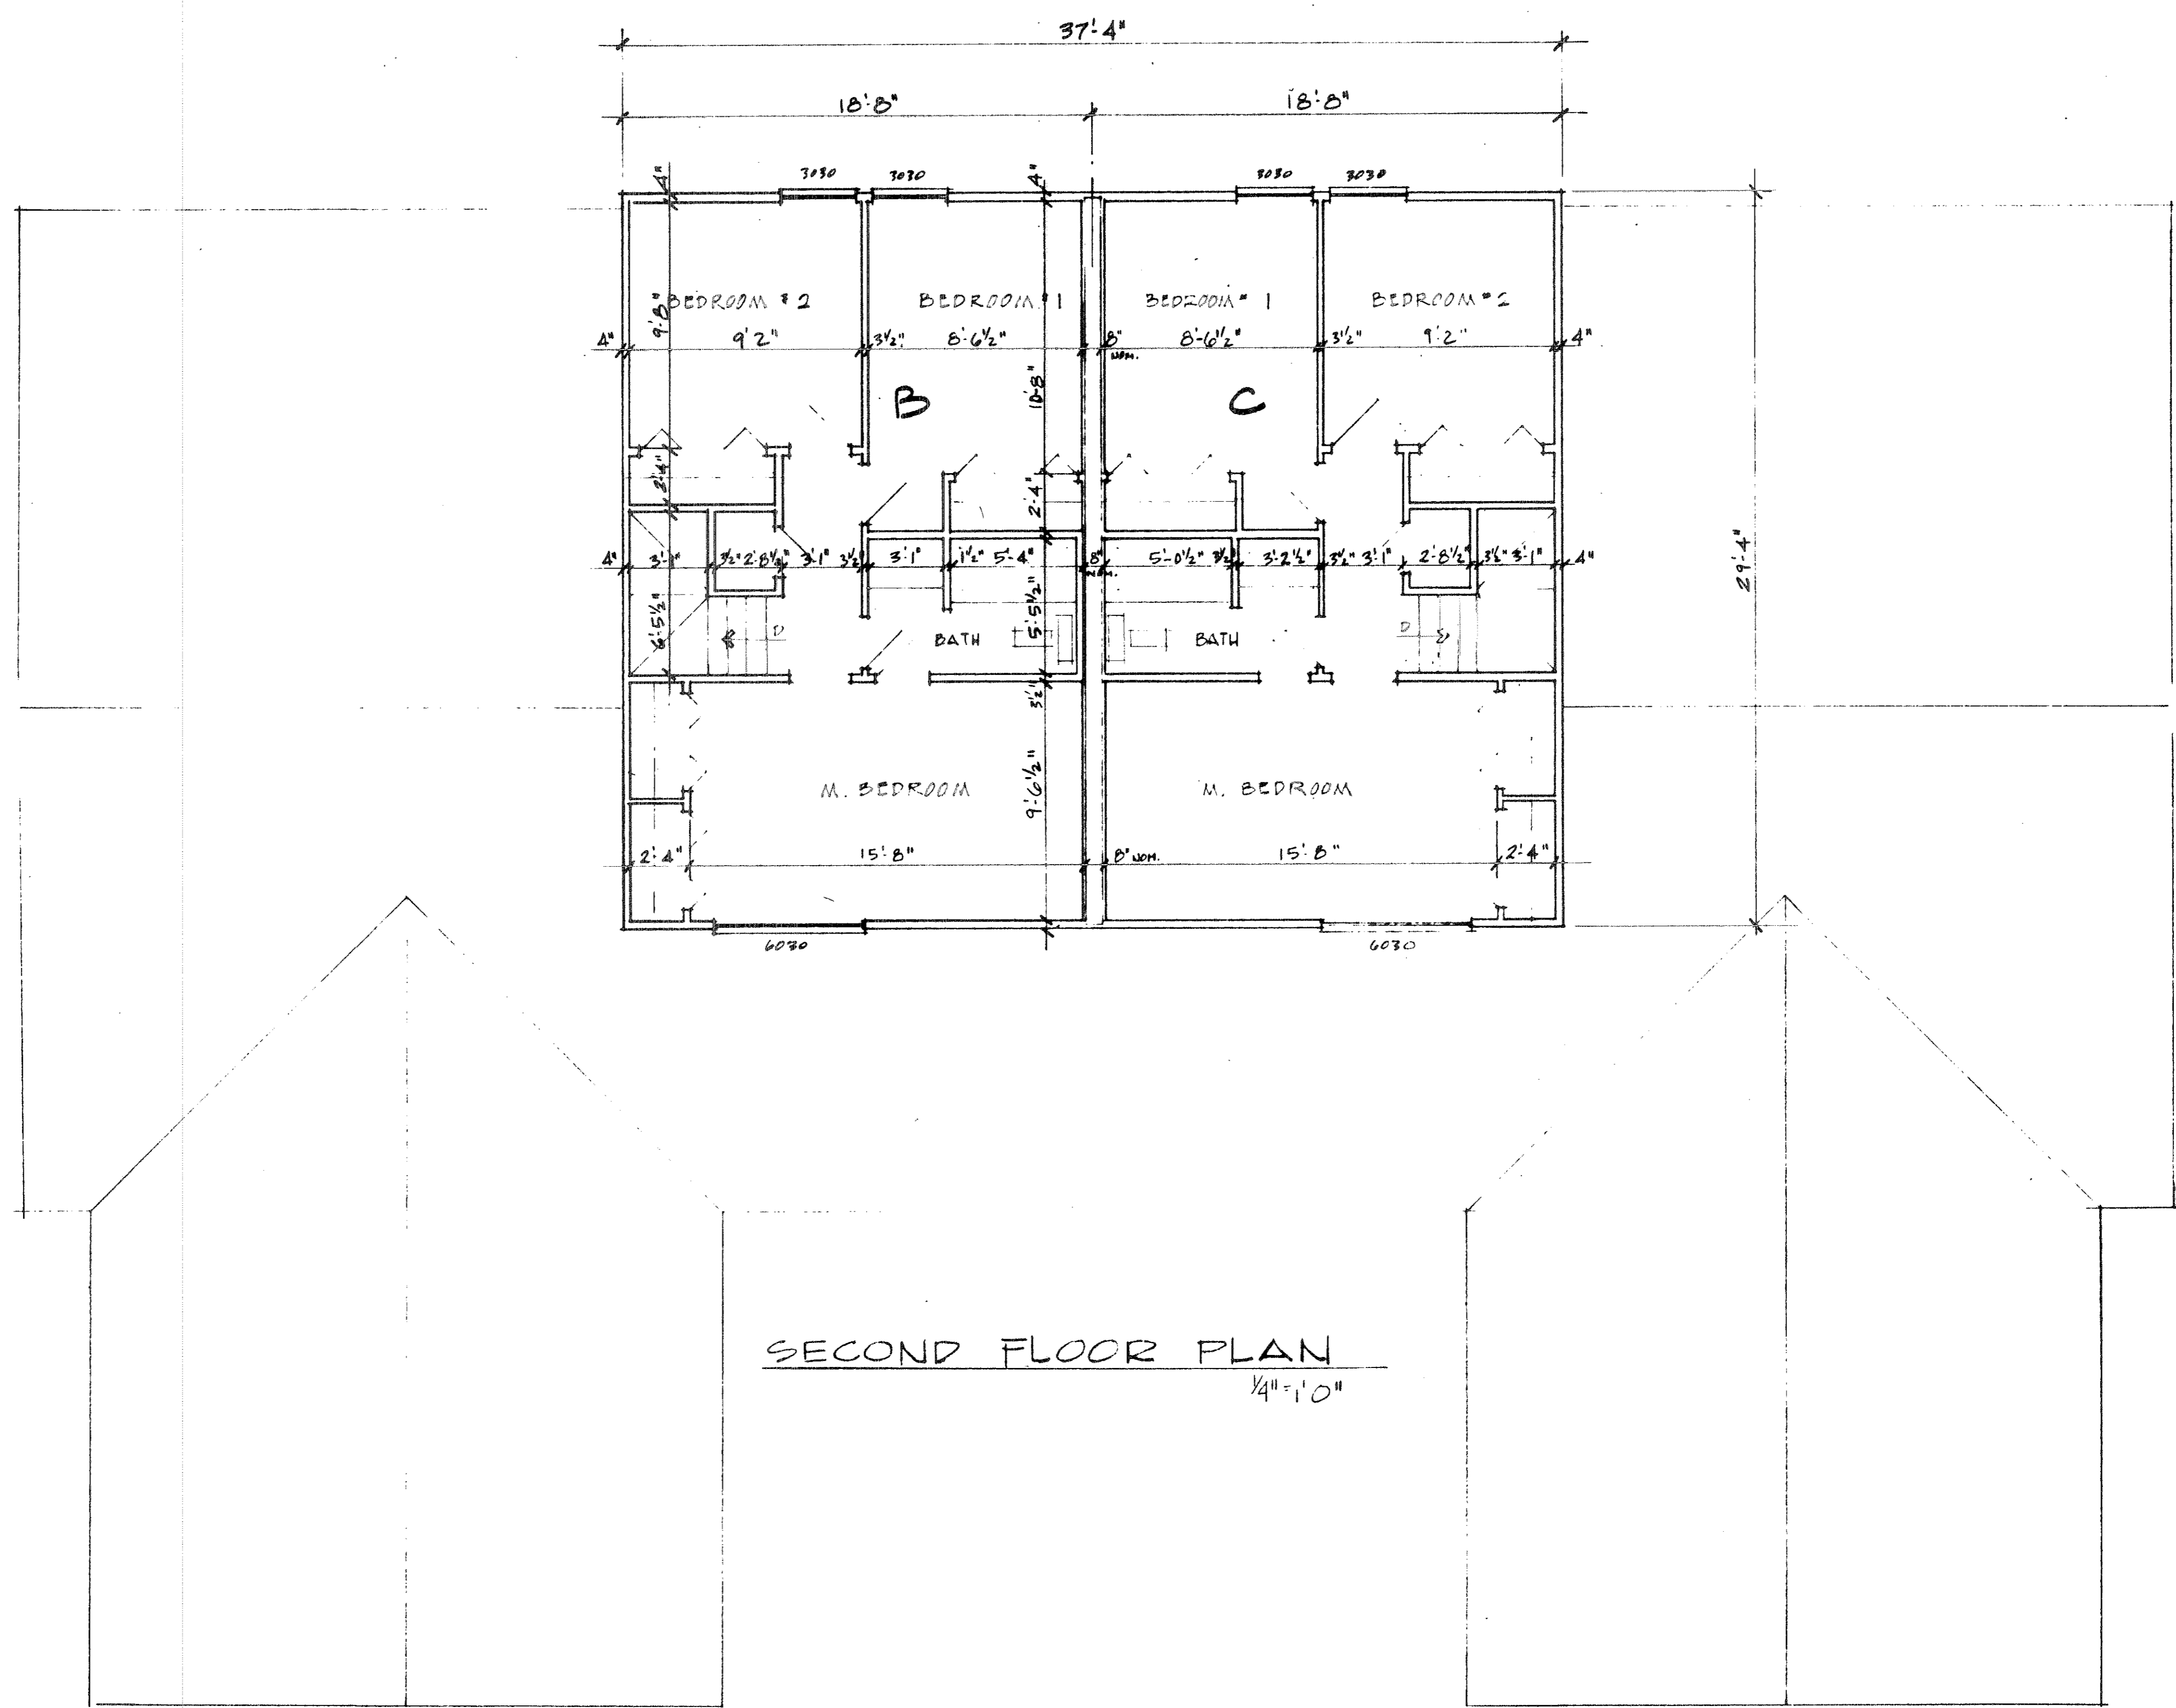 37'-4"
18'-8" 18'-8"
4" 3030 3030 4" 3030 3030
BEDROOM #2 BEDROOM #1 BEDROOM #1 BEDROOM #2
9'-8"
4" 9'2" 3½" 8'-6½" 8" NOM. 8'-6½" 3½" 9'2" 4"
10'-8"
B C
2'-4" 2'-4"
4" 3'-1" 3½" 2'-8½" 3'-1" 3½" 3'-1" 1½" 5'-4" 8" NOM. 5'-0½" 3½" 3'-2½" 3½" 3'-1" 2'-8½" 3½" 3'-1" 4"
29'-4"
6'-5½" 5'-5½"
D BATH BATH D
3½"
M. BEDROOM M. BEDROOM
9'-6½"
2'-4" 15'-8" 8" NOM. 15'-8" 2'-4"
6030 6030
SECOND FLOOR PLAN
¼"=1'0"